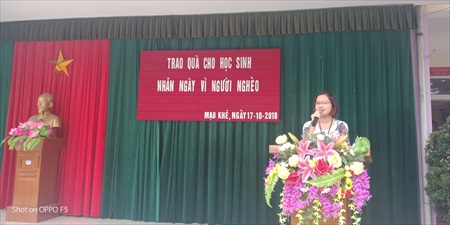 TRAO QUÀ CHO HỌC SINH
NHÂN NGÀY VÌ NGƯỜI NGHÈO
MẠO KHÊ, NGÀY 17-10-2018
Shot on OPPO F5